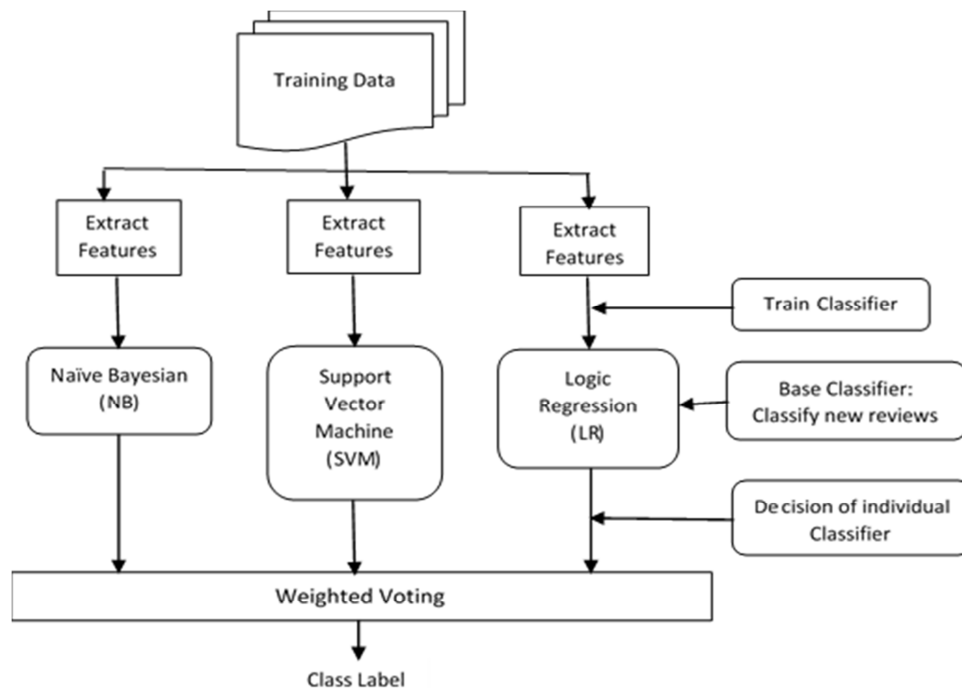 Training Data
Extract
Features
Extract
Features
Extract
Features
Train Classifier
Naïve Bayesian
(NB)
Support
Vector
Machine
(SVM)
Logic
Regression
(LR)
Base Classifier:
Classify new reviews
Decision of individual
Classifier
Weighted Voting
Class Label